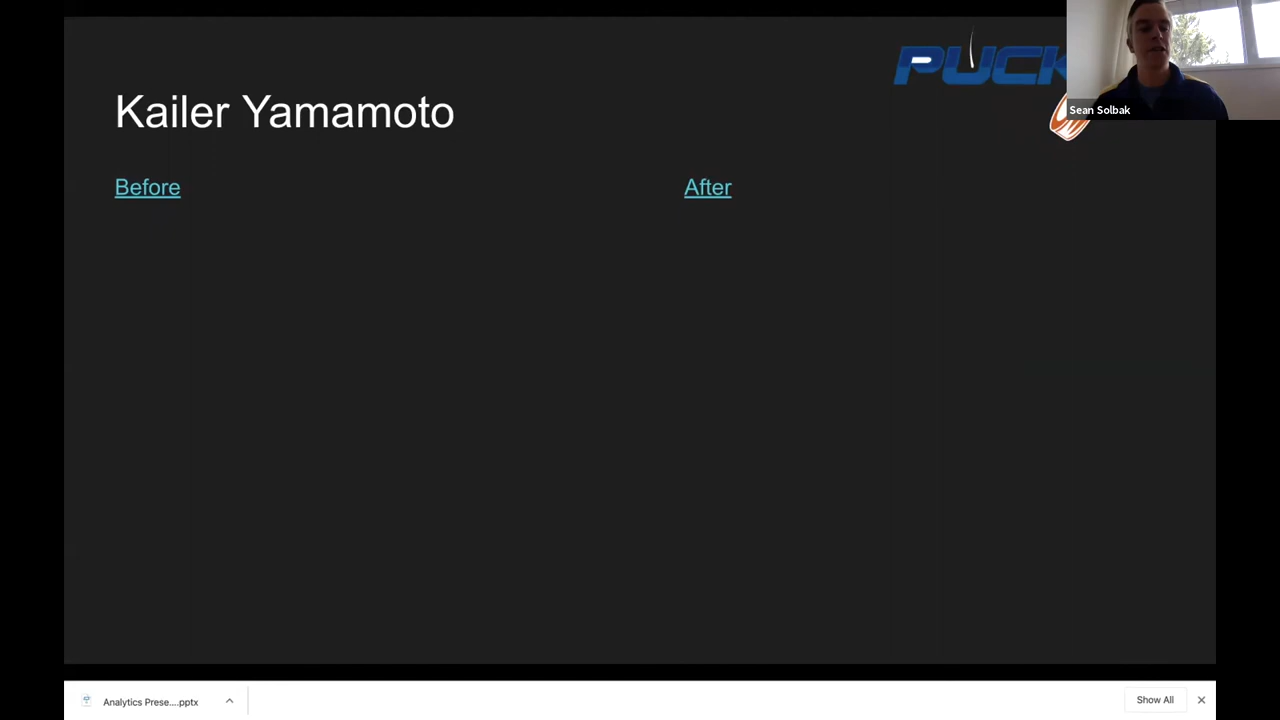 PUCK
Sean Solbak
Kailer Yamamoto
Before
After
Analytics Prese....pptx
Show All